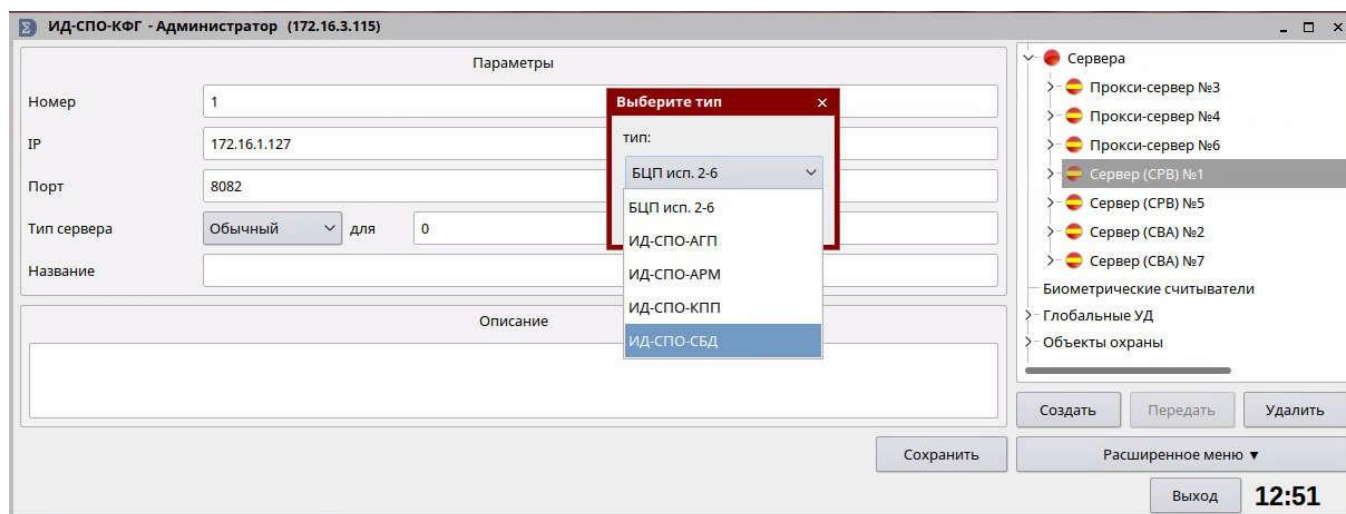 ИД-СПО-КФГ - Администратор (172.16.3.115)
Параметры
Номер 1
IP 172.16.1.127
Порт 8082
Тип сервера Обычный для 0
Название
Описание
Сохранить
Выберите тип
тип:
БЦП исп. 2-6
БЦП исп. 2-6
ИД-СПО-АГП
ИД-СПО-АРМ
ИД-СПО-КПП
ИД-СПО-СБД
Сервера
Прокси-сервер №3
Прокси-сервер №4
Прокси-сервер №6
Сервер (СРВ) №1
Сервер (СРВ) №5
Сервер (СВА) №2
Сервер (СВА) №7
Биометрические считыватели
Глобальные УД
Объекты охраны
Создать Передать Удалить
Расширенное меню ▼
Выход 12:51